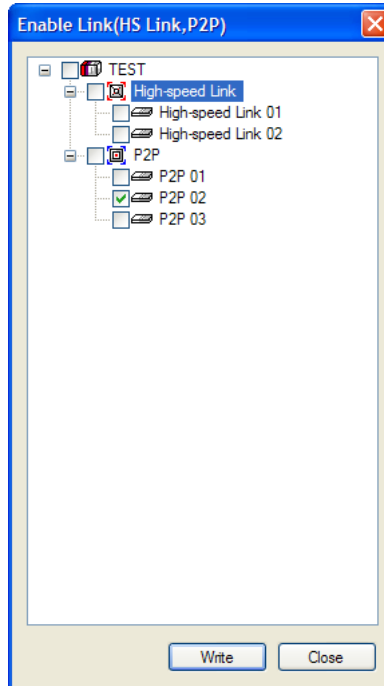 Enable Link(HS Link,P2P)
TEST
High-speed Link
High-speed Link 01
High-speed Link 02
P2P
P2P 01
P2P 02
P2P 03
Write Close